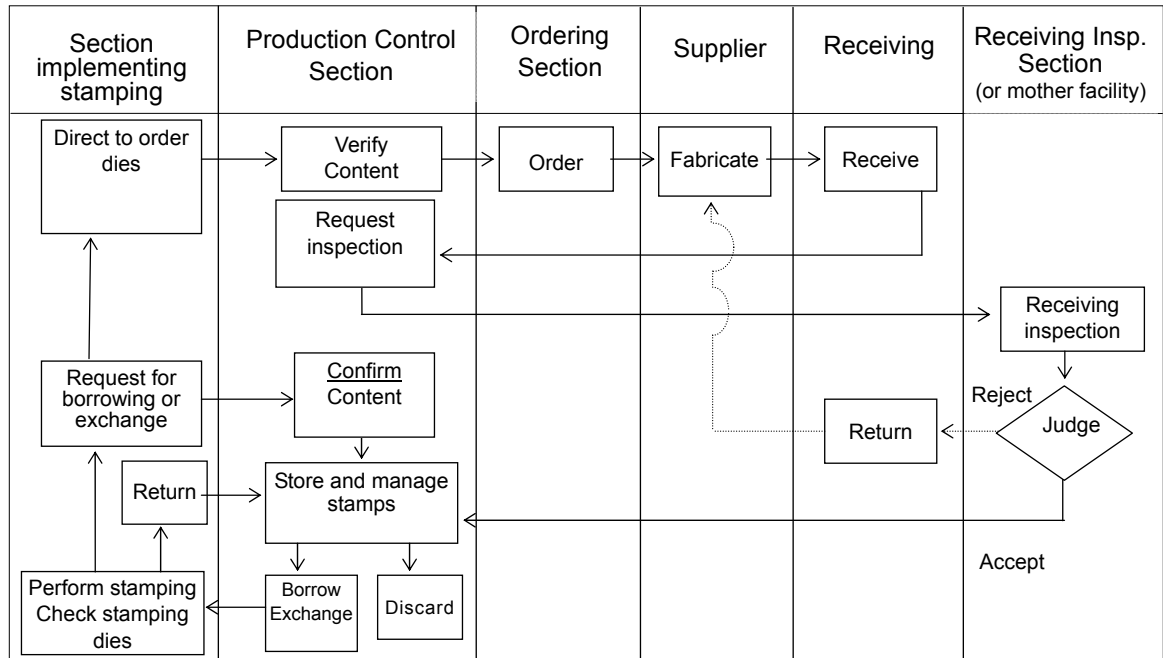 Section
implementing
stamping
Production Control
Section
Ordering
Section
Supplier
Receiving
Receiving Insp.
Section
(or mother facility)
Direct to order
dies
Verify
Content
Order
Fabricate
Receive
Request
inspection
Receiving
inspection
Request for
borrowing or
exchange
Confirm
Content
Reject
Judge
Return
Return
Store and manage
stamps
Accept
Perform stamping
Check stamping
dies
Borrow
Exchange
Discard